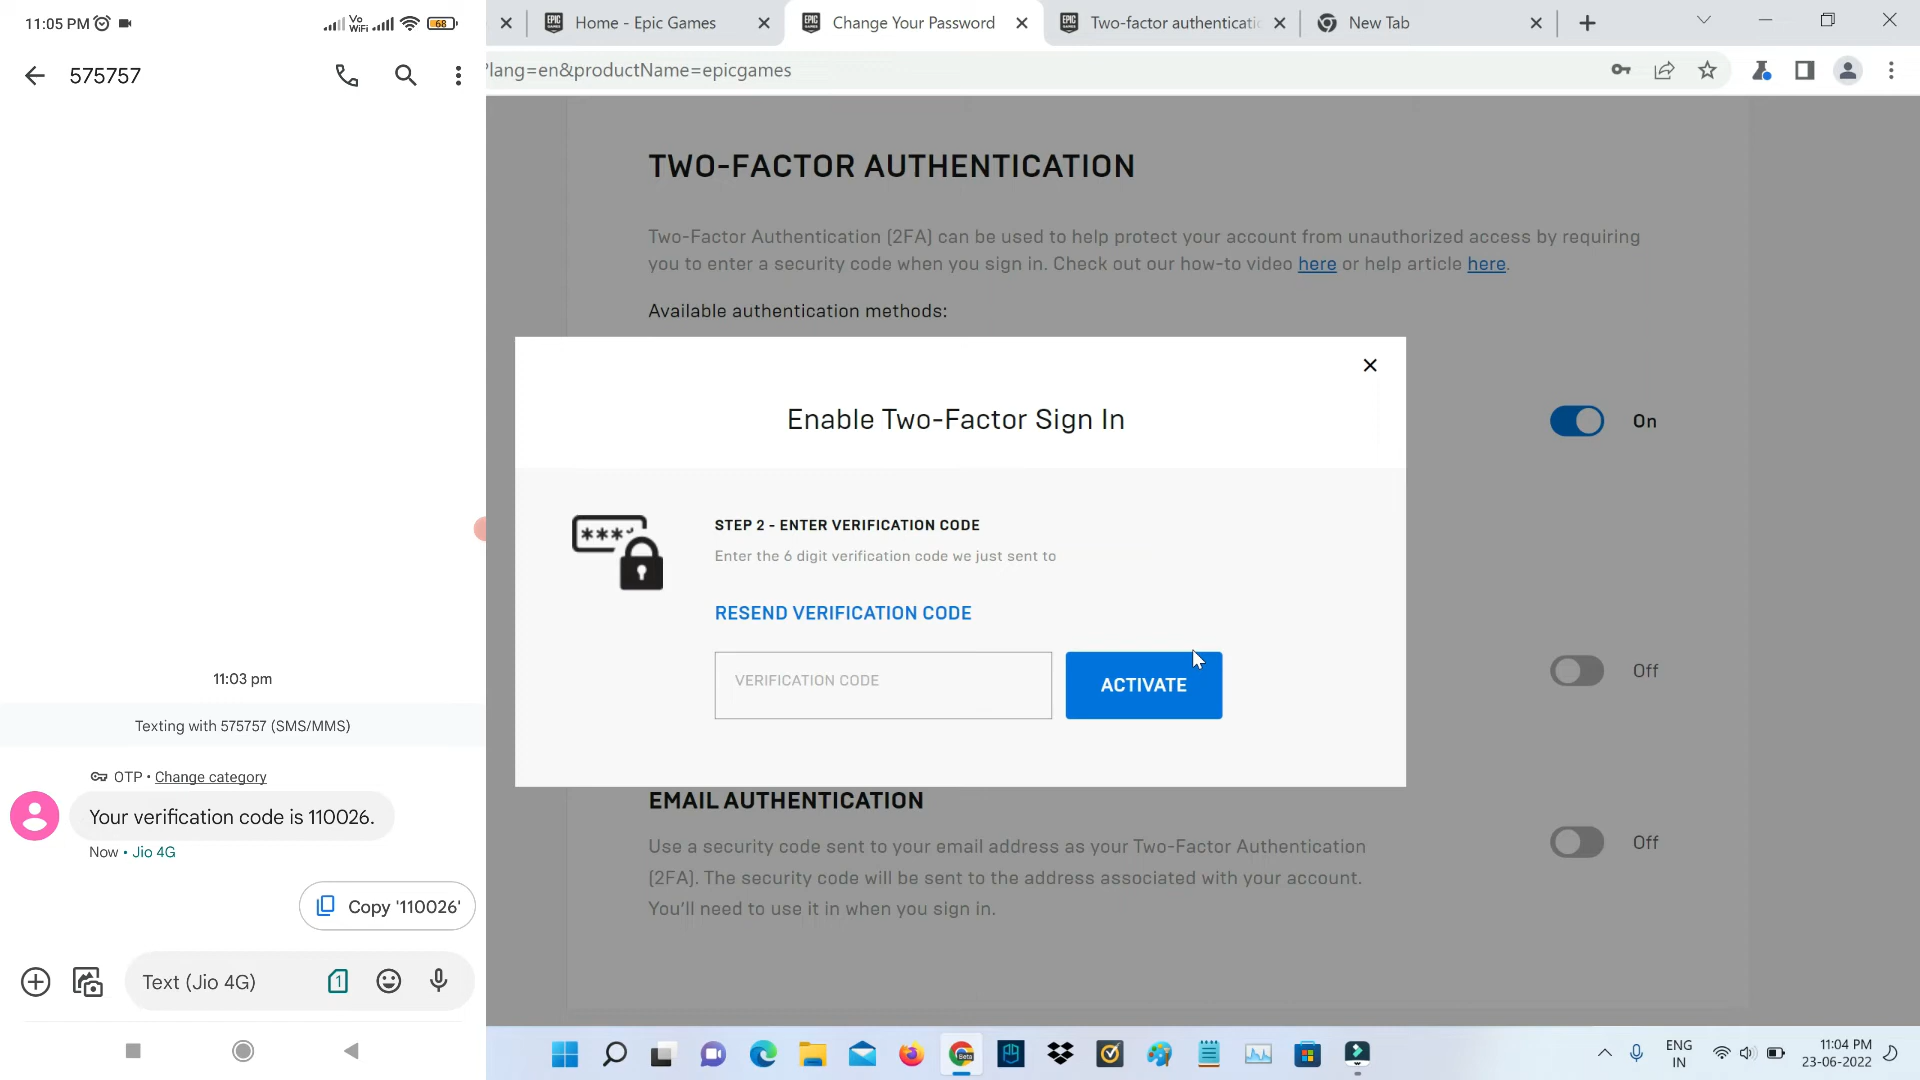 11:05 PM
Vo
WiFi
68
575757
11:03 pm
Texting with 575757 (SMS/MMS)
OTP • Change category
Your verification code is 110026.
Now • Jio 4G
Copy '110026'
Text (Jio 4G)
1
Home - Epic Games
Change Your Password
Two-factor authenticatio
New Tab
?lang=en&productName=epicgames
TWO-FACTOR AUTHENTICATION
Two-Factor Authentication (2FA) can be used to help protect your account from unauthorized access by requiring
you to enter a security code when you sign in. Check out our how-to video here or help article here.
Available authentication methods:
On
Enable Two-Factor Sign In
***
STEP 2 - ENTER VERIFICATION CODE
Enter the 6 digit verification code we just sent to
RESEND VERIFICATION CODE
VERIFICATION CODE
ACTIVATE
Off
EMAIL AUTHENTICATION
Use a security code sent to your email address as your Two-Factor Authentication
(2FA). The security code will be sent to the address associated with your account.
You'll need to use it in when you sign in.
Off
Beta
ENG
IN
11:04 PM
23-06-2022